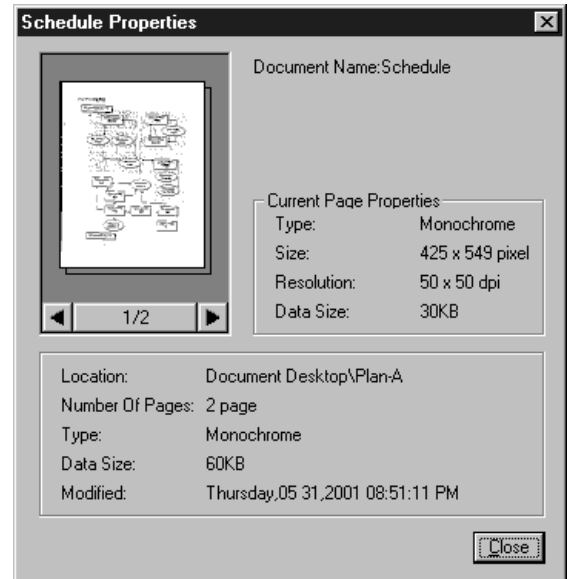 Schedule Properties
Document Name:Schedule
Current Page Properties
Type: Monochrome
Size: 425 x 549 pixel
Resolution: 50 x 50 dpi
Data Size: 30KB
1/2
Location: Document Desktop\Plan-A
Number Of Pages: 2 page
Type: Monochrome
Data Size: 60KB
Modified: Thursday,05 31,2001 08:51:11 PM
Close